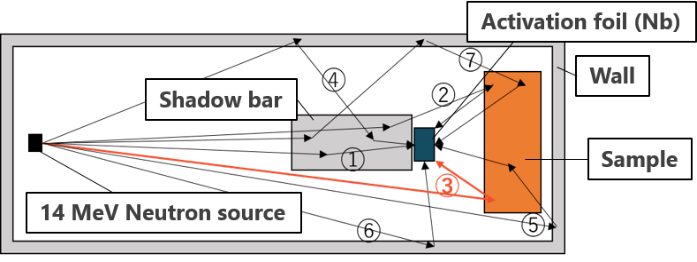 Activation foil (Nb)
⑦
④
Wall
②
Shadow bar
①
Sample
③
14 MeV Neutron source
⑤
⑥